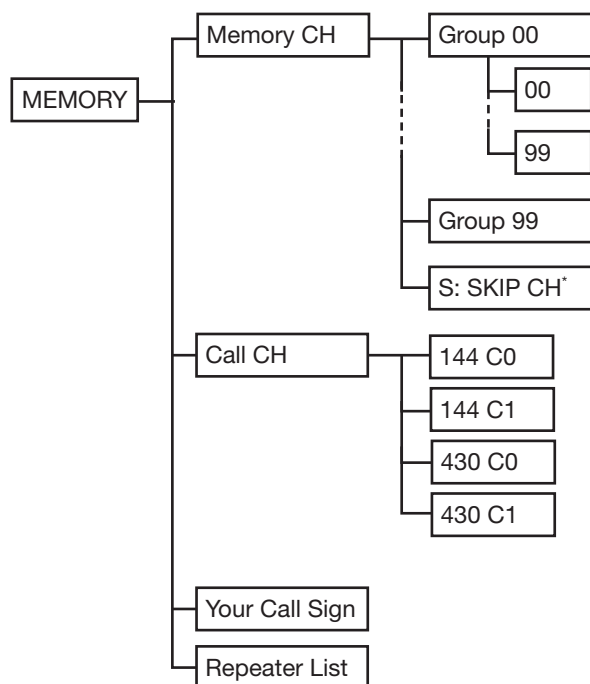 MEMORY
Memory CH
Group 00
00
99
Group 99
S: SKIP CH*
Call CH
144 C0
144 C1
430 C0
430 C1
Your Call Sign
Repeater List